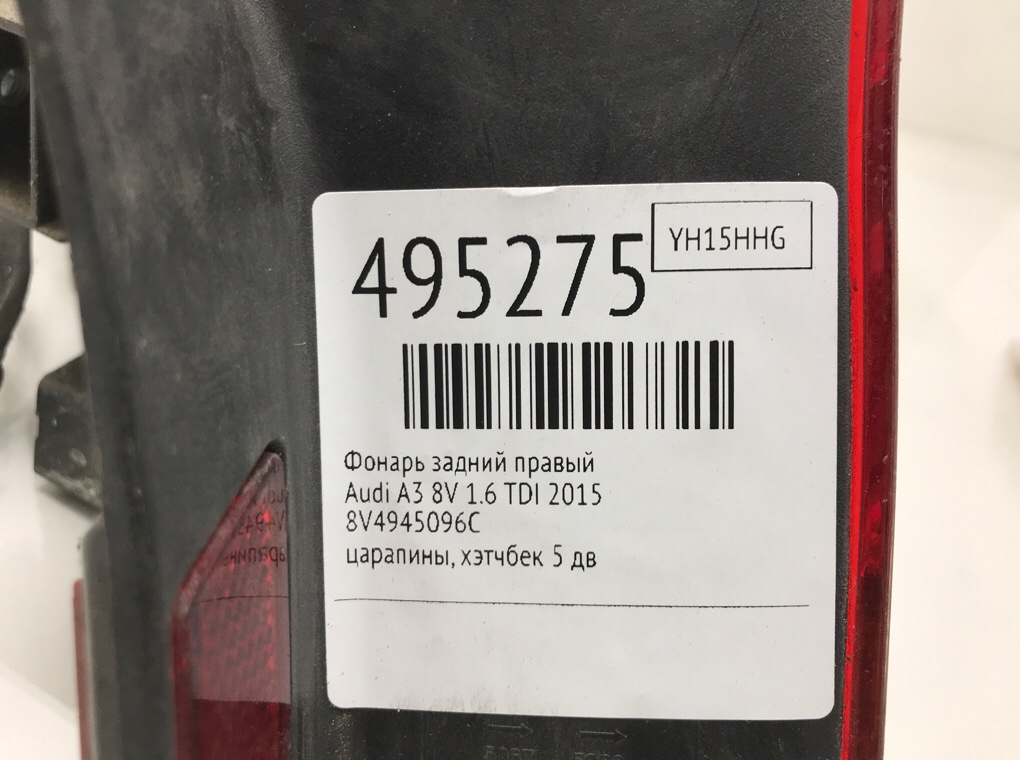 495275
YH15HHG
Фонарь задний правый
Audi A3 8V 1.6 TDI 2015
8V4945096C
царапины, хэтчбек 5 дв